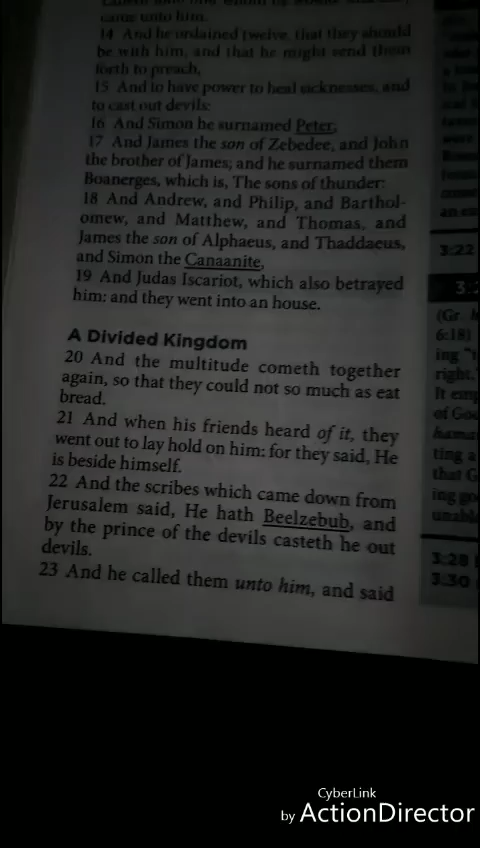 came unto him.
14 And he ordained twelve, that they should
be with him, and that he might send them
forth to preach,
15 And to have power to heal sicknesses, and
to cast out devils:
16 And Simon he surnamed Peter;
17 And James the son of Zebedee, and John
the brother of James; and he surnamed them
Boanerges, which is, The sons of thunder:
18 And Andrew, and Philip, and Barthol-
omew, and Matthew, and Thomas, and
James the son of Alphaeus, and Thaddaeus,
and Simon the Canaanite,
19 And Judas Iscariot, which also betrayed
him: and they went into an house.
A Divided Kingdom
20 And the multitude cometh together
again, so that they could not so much as eat
bread.
21 And when his friends heard of it, they
went out to lay hold on him: for they said, He
is beside himself.
22 And the scribes which came down from
Jerusalem said, He hath Beelzebub, and
by the prince of the devils casteth he out
devils.
23 And he called them unto him, and said
3:22
(Gr.
6:18)
ing
right.
It
of
ting a
that
3:28
3:30
CyberLink
by ActionDirector